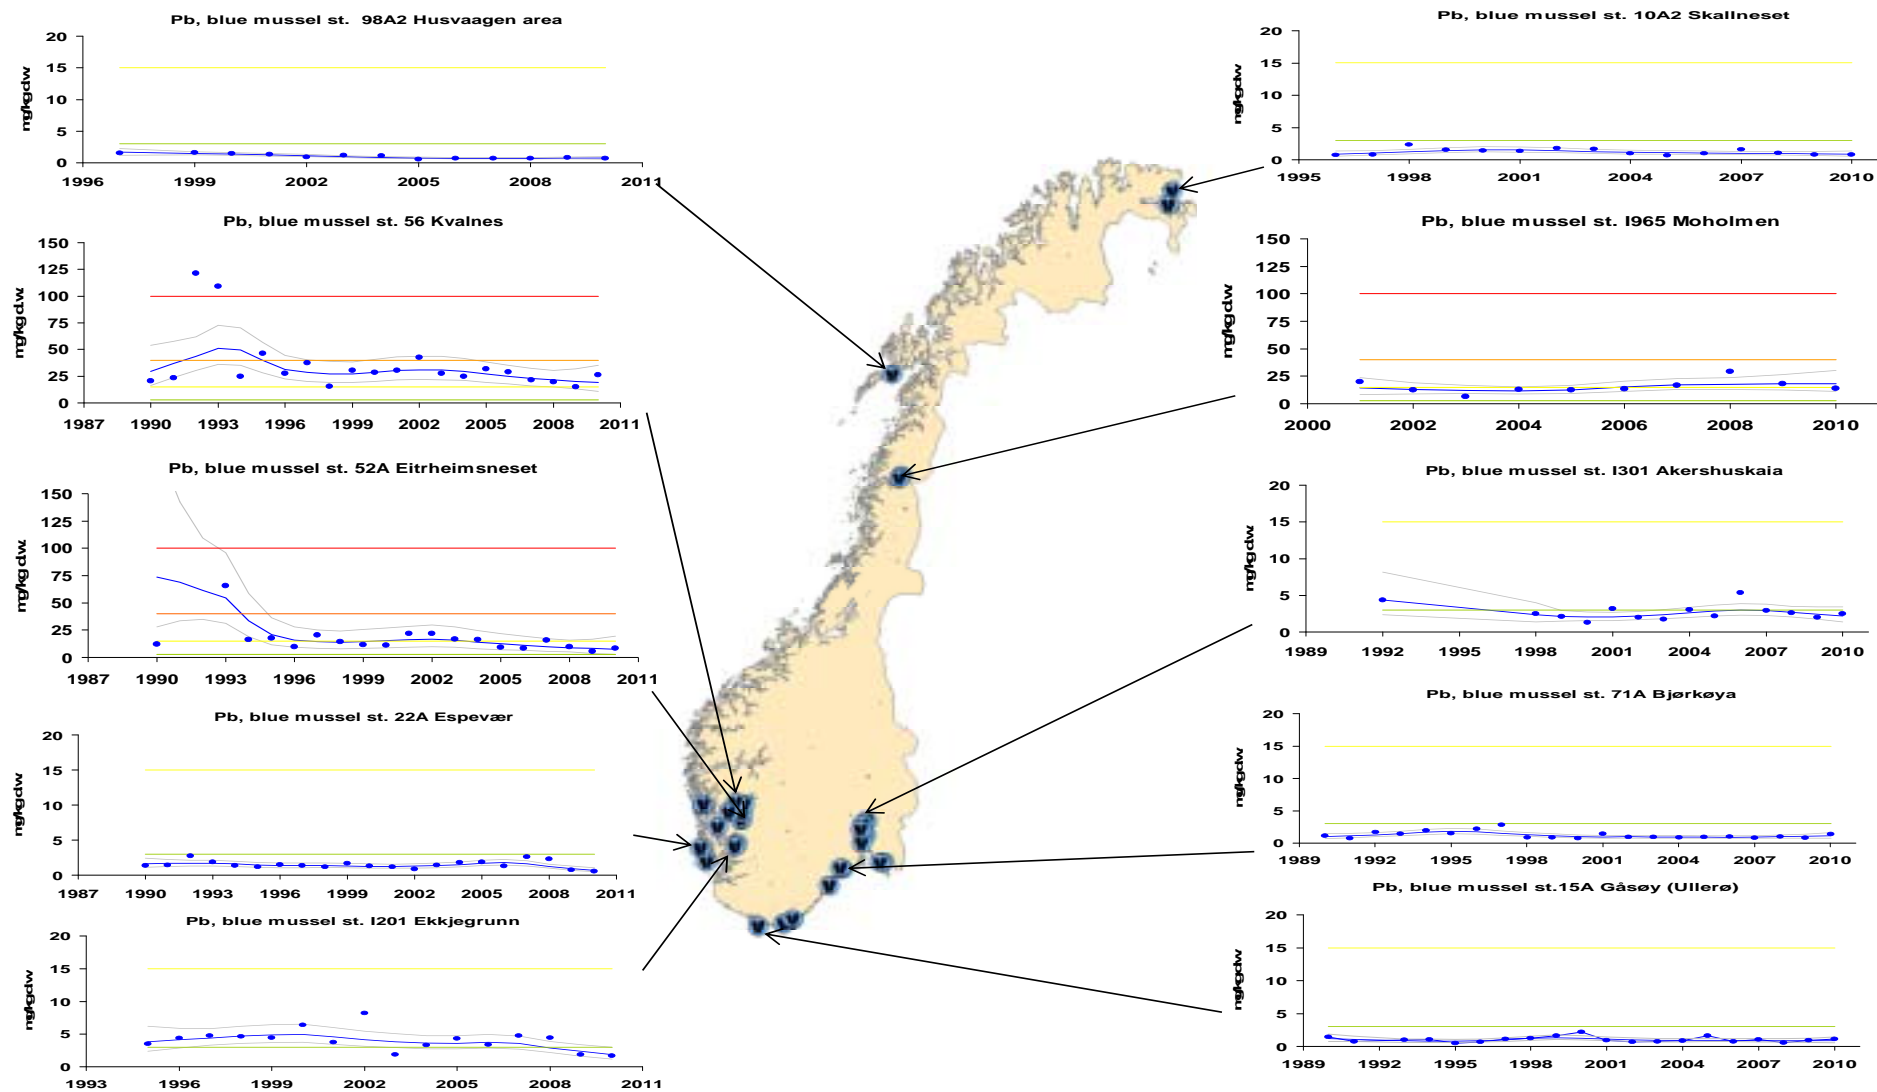 Pb, blue mussel st. 98A2 Husvaagen area
mg/kg d.w.
20
15
10
5
0
1996 1999 2002 2005 2008 2011
Pb, blue mussel st. 56 Kvalnes
mg/kg d.w.
150
125
100
75
50
25
0
1987 1990 1993 1996 1999 2002 2005 2008 2011
Pb, blue mussel st. 52A Eitrheimsneset
mg/kg d.w.
150
100
75
50
25
0
1987 1990 1993 1996 1999 2002 2005 2008 2011
Pb, blue mussel st. 22A Espevær
mg/kg d.w.
20
15
10
5
0
1987 1990 1993 1996 1999 2002 2005 2008 2011
Pb, blue mussel st. I201 Ekkjegrunn
mg/kg d.w.
20
15
10
5
0
1993 1996 1999 2002 2005 2008 2011
Pb, blue mussel st. 10A2 Skallneset
mg/kg d.w.
20
15
10
5
0
1995 1998 2001 2004 2007 2010
Pb, blue mussel st. I965 Moholmen
mg/kg d.w.
150
125
100
75
50
25
0
2000 2002 2004 2006 2008 2010
Pb, blue mussel st. I301 Akershuskaia
mg/kg d.w.
20
15
10
5
0
1989 1992 1995 1998 2001 2004 2007 2010
Pb, blue mussel st. 71A Bjørkøya
mg/kg d.w.
20
15
10
5
0
1989 1992 1995 1998 2001 2004 2007 2010
Pb, blue mussel st.15A Gåsøy (Ullerø)
mg/kg d.w.
20
15
10
5
0
1989 1992 1995 1998 2001 2004 2007 2010